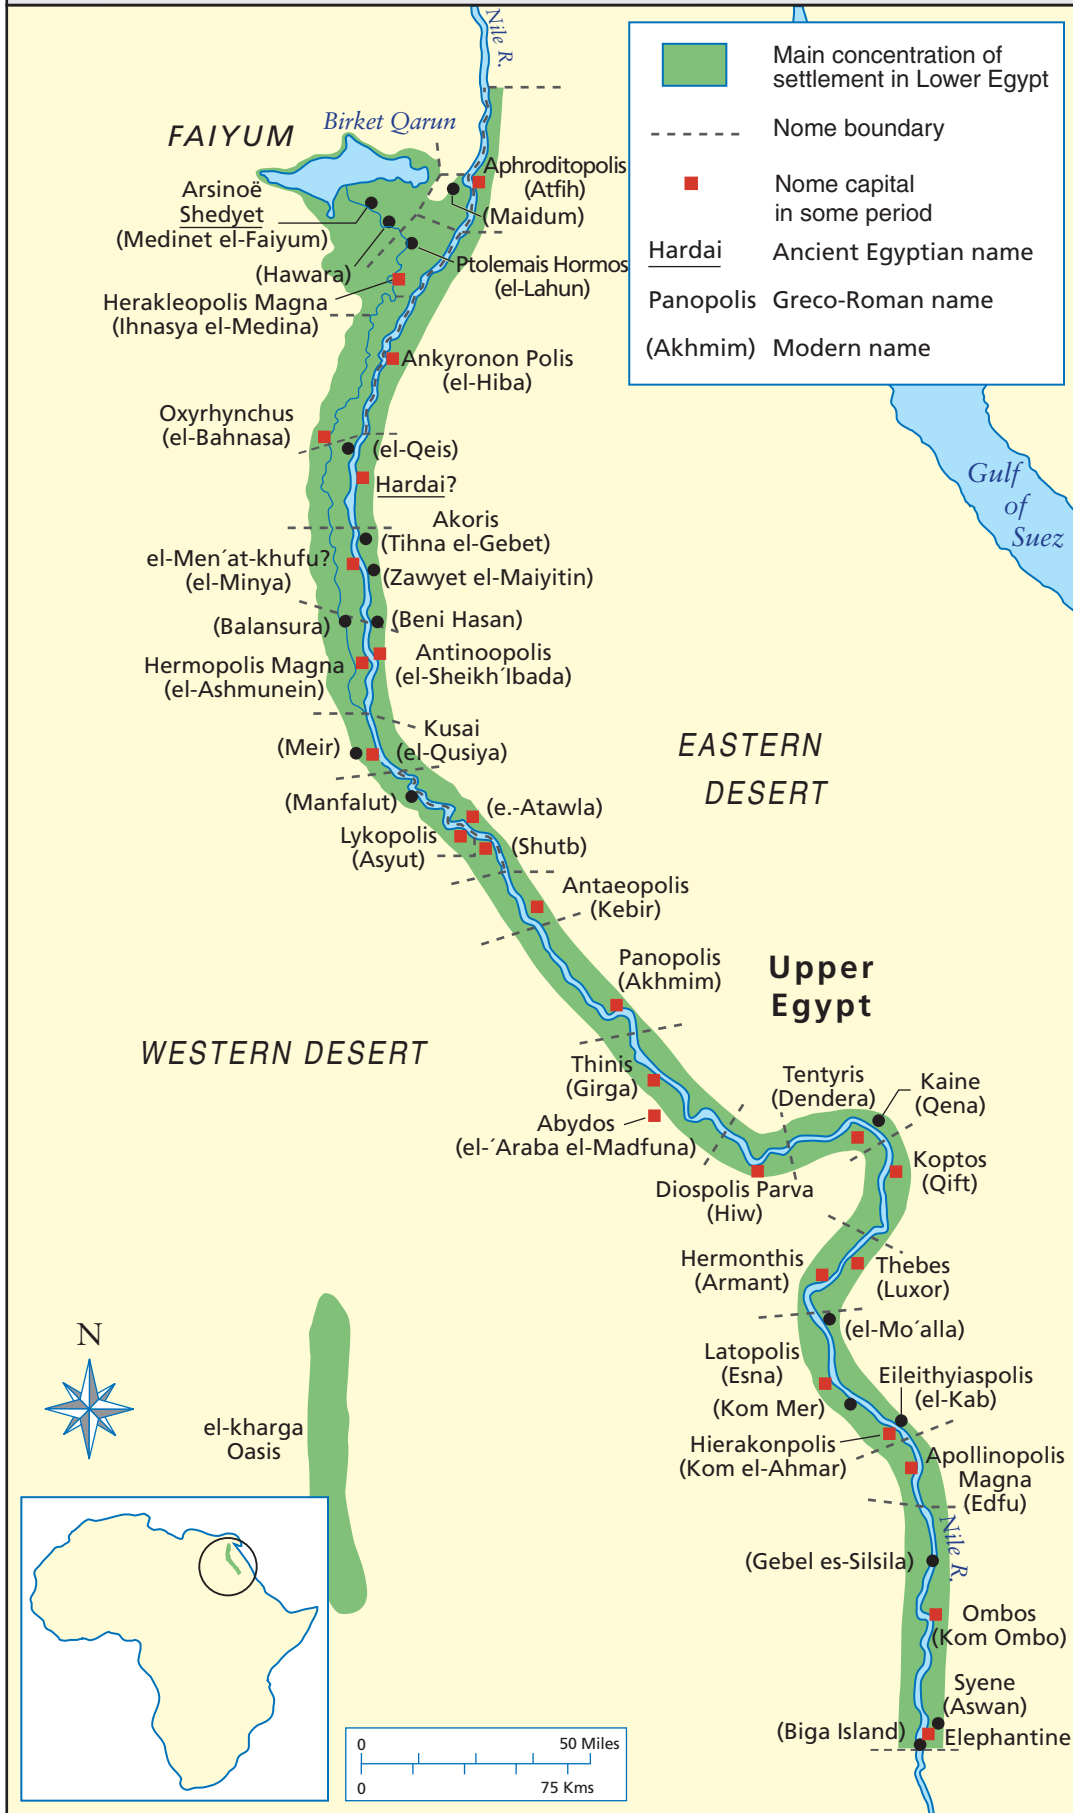 Nile R.
Main concentration of
settlement in Lower Egypt
Nome boundary
Nome capital
in some period
Hardai Ancient Egyptian name
Panopolis Greco-Roman name
(Akhmim) Modern name
FAIYUM
Birket Qarun
Aphroditopolis
(Atfih)
(Maidum)
Arsinoë
Shedyet
(Medinet el-Faiyum)
(Hawara)
Ptolemais Hormos
(el-Lahun)
Herakleopolis Magna
(Ihnasya el-Medina)
Ankyronon Polis
(el-Hiba)
Oxyrhynchus
(el-Bahnasa)
(el-Qeis)
Hardai?
Gulf
of
Suez
Akoris
(Tihna el-Gebet)
el-Men´at-khufu?
(el-Minya)
(Zawyet el-Maiyitin)
(Balansura)
(Beni Hasan)
Antinoopolis
(el-Sheikh´Ibada)
Hermopolis Magna
(el-Ashmunein)
Kusai
(el-Qusiya)
(Meir)
EASTERN
DESERT
(Manfalut)
(e.-Atawla)
Lykopolis
(Asyut)
(Shutb)
Antaeopolis
(Kebir)
Panopolis
(Akhmim)
Upper
Egypt
WESTERN DESERT
Thinis
(Girga)
Abydos
(el-´Araba el-Madfuna)
Tentyris
(Dendera)
Kaine
(Qena)
Koptos
(Qift)
Diospolis Parva
(Hiw)
Hermonthis
(Armant)
Thebes
(Luxor)
(el-Mo´alla)
Latopolis
(Esna)
Eileithyiaspolis
(el-Kab)
(Kom Mer)
Hierakonpolis
(Kom el-Ahmar)
Apollinopolis
Magna
(Edfu)
N
el-kharga
Oasis
Nile R.
(Gebel es-Silsila)
Ombos
(Kom Ombo)
Syene
(Aswan)
(Biga Island)
Elephantine
0 50 Miles
0 75 Kms